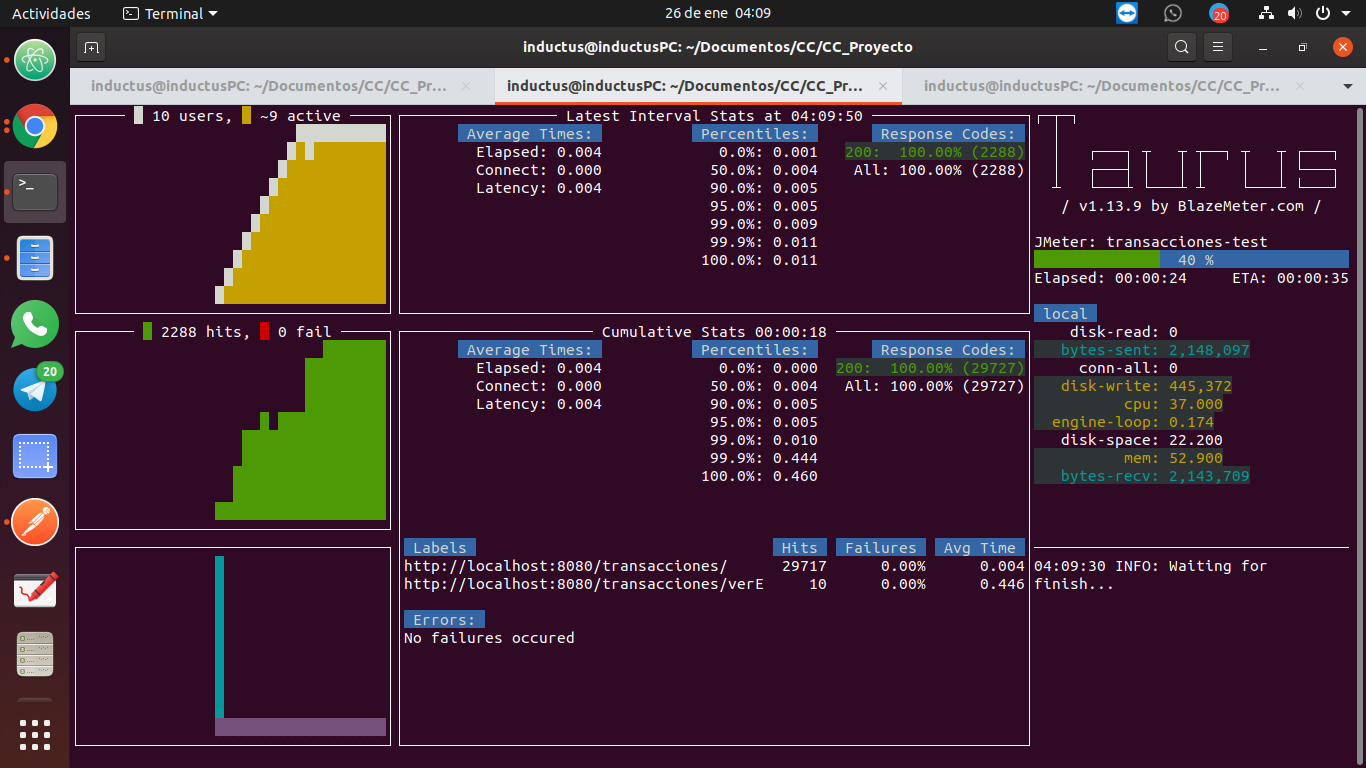 Actividades
Terminal
26 de ene 04:09
20
inductus@inductusPC: ~/Documentos/CC/CC_Proyecto
inductus@inductusPC: ~/Documentos/CC/CC_Pr...
inductus@inductusPC: ~/Documentos/CC/CC_Pr...
inductus@inductusPC: ~/Documentos/CC/CC_Pr...
20
10 users, ~9 active
2288 hits, 0 fail
Latest Interval Stats at 04:09:50
Average Times: Percentiles: Response Codes:
Elapsed: 0.004 0.0%: 0.001 200: 100.00% (2288)
Connect: 0.000 50.0%: 0.004 All: 100.00% (2288)
Latency: 0.004 90.0%: 0.005
95.0%: 0.005
99.0%: 0.009
99.9%: 0.011
100.0%: 0.011
Cumulative Stats 00:00:18
Average Times: Percentiles: Response Codes:
Elapsed: 0.004 0.0%: 0.000 200: 100.00% (29727)
Connect: 0.000 50.0%: 0.004 All: 100.00% (29727)
Latency: 0.004 90.0%: 0.005
95.0%: 0.005
99.0%: 0.010
99.9%: 0.444
100.0%: 0.460
Labels Hits Failures Avg Time
http://localhost:8080/transacciones/ 29717 0.00% 0.004
http://localhost:8080/transacciones/verE 10 0.00% 0.446
Errors:
No failures occured
Taurus
/ v1.13.9 by BlazeMeter.com /
JMeter: transacciones-test
40 %
Elapsed: 00:00:24 ETA: 00:00:35
local
disk-read: 0
bytes-sent: 2,148,097
conn-all: 0
disk-write: 445,372
cpu: 37.000
engine-loop: 0.174
disk-space: 22.200
mem: 52.900
bytes-recv: 2,143,709
04:09:30 INFO: Waiting for
finish...